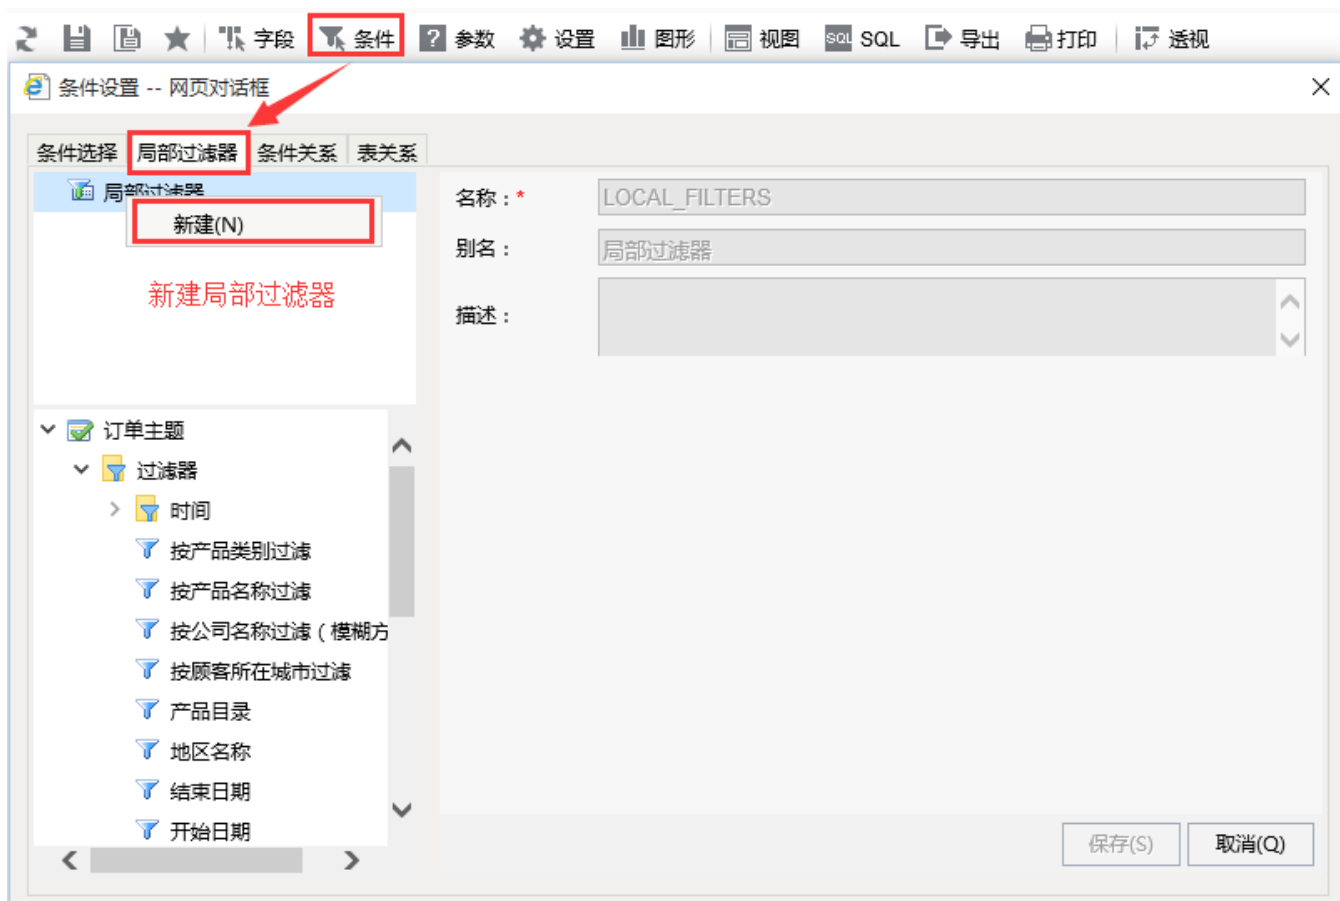 字段 条件 ? 参数 设置 图形 视图 SQL SQL 导出 打印 透视
条件设置 -- 网页对话框
条件选择 局部过滤器 条件关系 表关系
局部过滤器
新建(N)
新建局部过滤器
名称：* LOCAL_FILTERS
别名： 局部过滤器
描述：
订单主题
过滤器
时间
按产品类别过滤
按产品名称过滤
按公司名称过滤（模糊方
按顾客所在城市过滤
产品目录
地区名称
结束日期
开始日期
保存(S) 取消(Q)